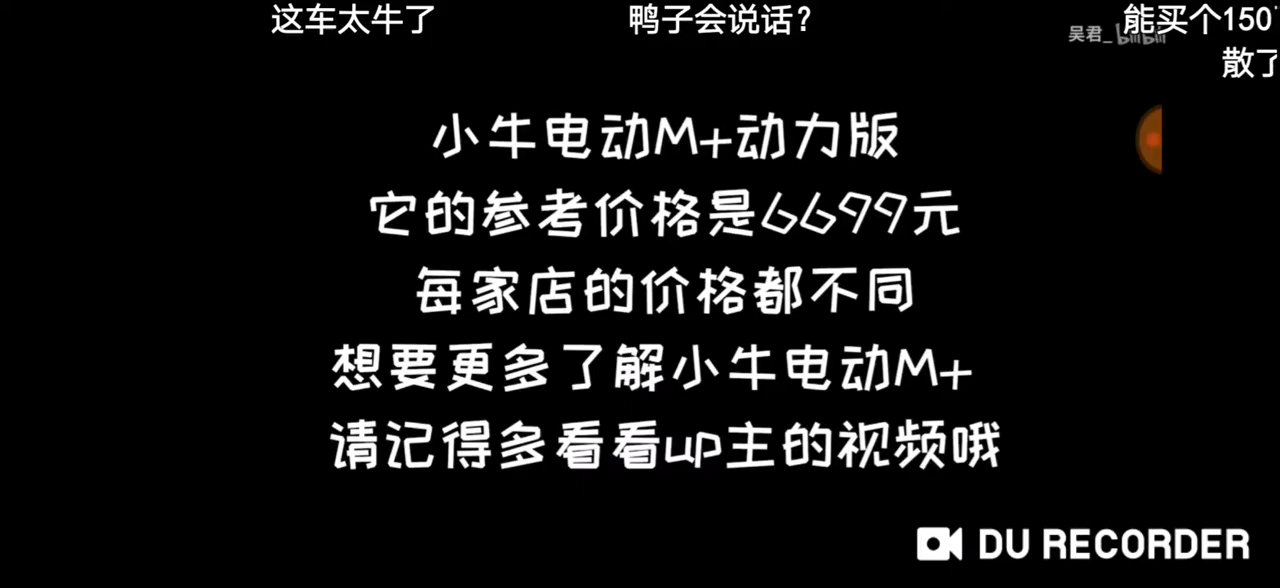 这车太牛了 鸭子会说话? 能买个150
吴君_ bilibili
散了
小牛电动M+动力版
它的参考价格是6699元
每家店的价格都不同
想要更多了解小牛电动M+
请记得多看看up主的视频哦
DU RECORDER